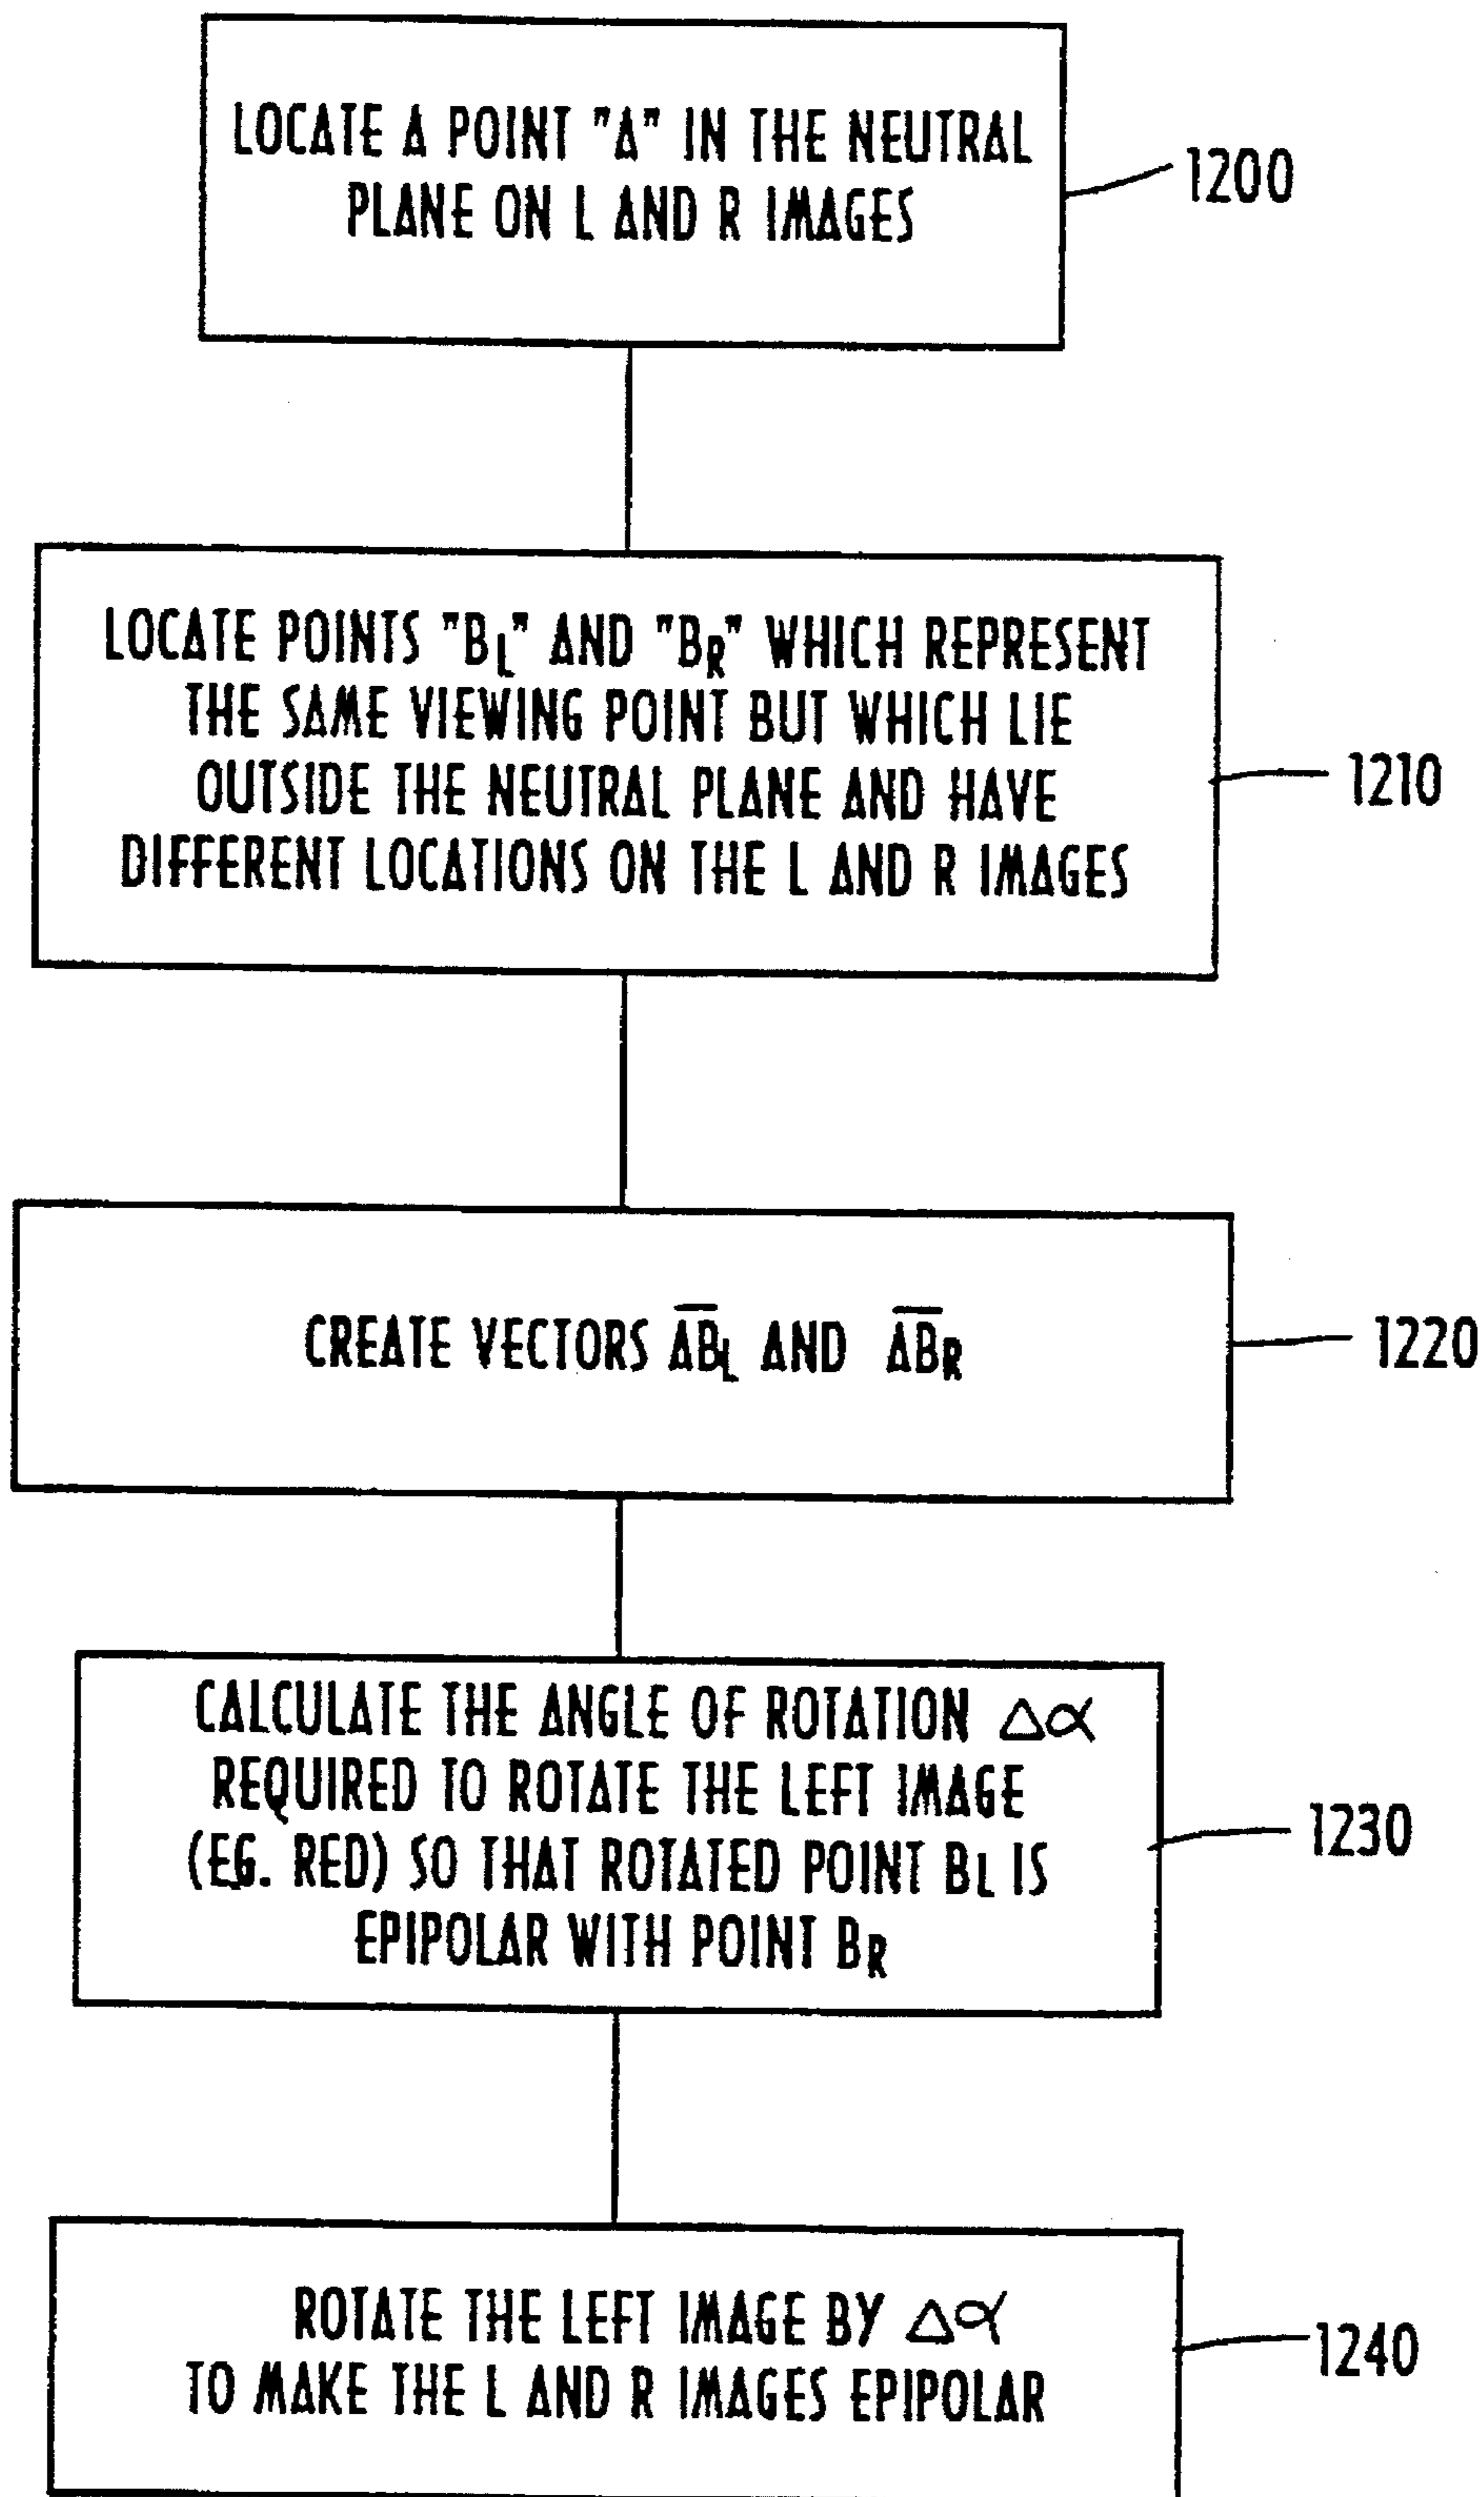 LOCATE A POINT "A" IN THE NEUTRAL
PLANE ON L AND R IMAGES
1200
LOCATE POINTS "BL" AND "BR" WHICH REPRESENT
THE SAME VIEWING POINT BUT WHICH LIE
OUTSIDE THE NEUTRAL PLANE AND HAVE
DIFFERENT LOCATIONS ON THE L AND R IMAGES
1210
CREATE VECTORS A̅B̅L AND A̅B̅R
1220
CALCULATE THE ANGLE OF ROTATION Δα
REQUIRED TO ROTATE THE LEFT IMAGE
(EG. RED) SO THAT ROTATED POINT BL IS
EPIPOLAR WITH POINT BR
1230
ROTATE THE LEFT IMAGE BY Δα
TO MAKE THE L AND R IMAGES EPIPOLAR
1240